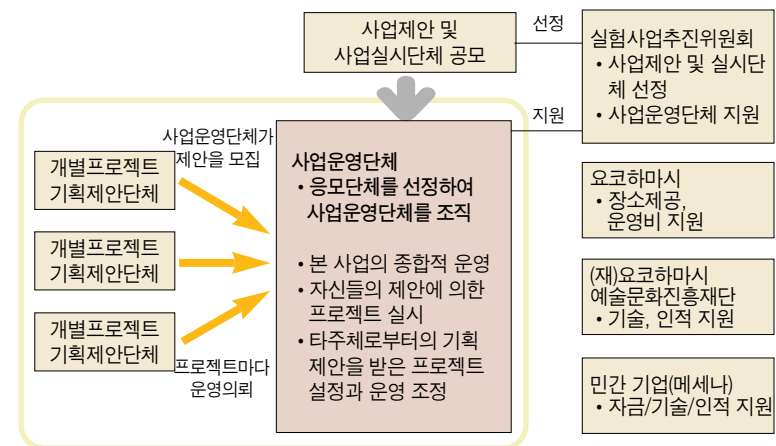 사업제안 및
사업실시단체 공모
선정
실험사업추진위원회
• 사업제안 및 실시단
체 선정
• 사업운영단체 지원
지원
사업운영단체가
제안을 모집
개별프로젝트
기획제안단체
개별프로젝트
기획제안단체
개별프로젝트
기획제안단체
프로젝트마다
운영의뢰
사업운영단체
• 응모단체를 선정하여
사업운영단체를 조직
• 본 사업의 종합적 운영
• 자신들의 제안에 의한
프로젝트 실시
• 타주체로부터의 기획
제안을 받은 프로젝트
설정과 운영 조정
요코하마시
• 장소제공,
운영비 지원
(재)요코하마시
예술문화진흥재단
• 기술, 인적 지원
민간 기업(메세나)
• 자금/기술/인적 지원